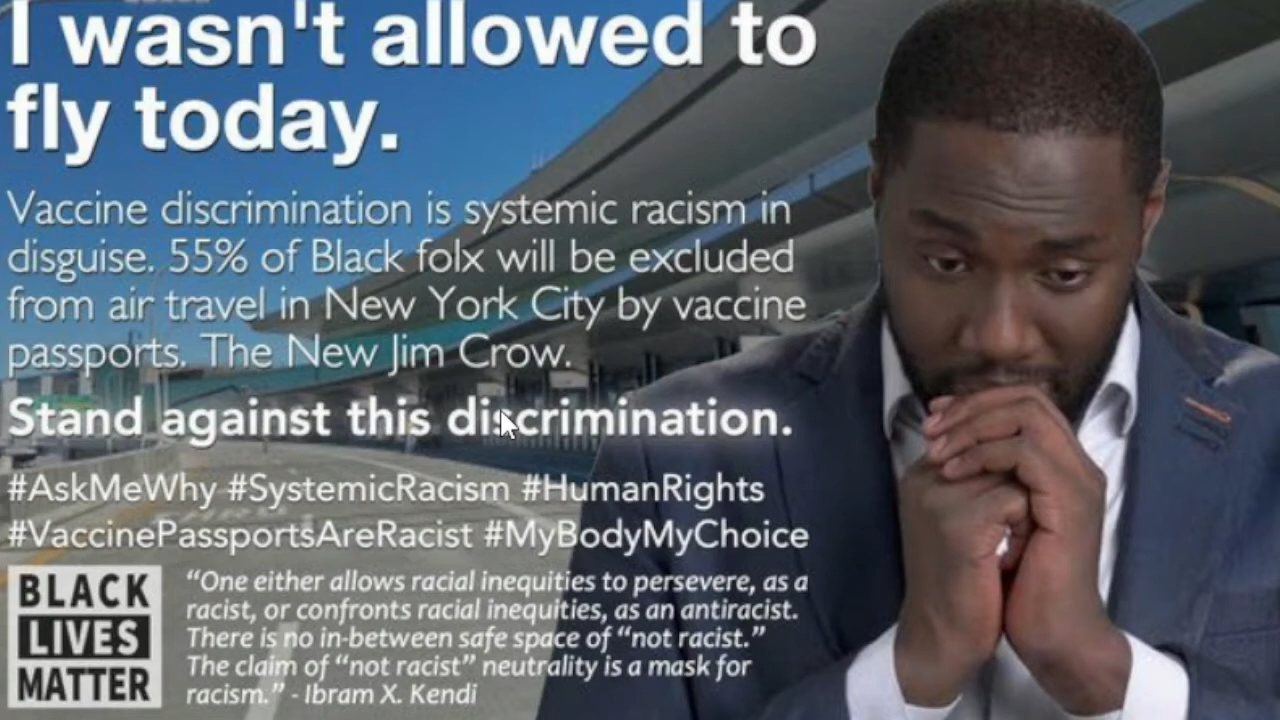 I wasn't allowed to
fly today.
Vaccine discrimination is systemic racism in
disguise. 55% of Black folx will be excluded
from air travel in New York City by vaccine
passports. The New Jim Crow.
Stand against this discrimination.
#AskMeWhy #SystemicRacism #HumanRights
#VaccinePassportsAreRacist #MyBodyMyChoice
BLACK
LIVES
MATTER
“One either allows racial inequities to persevere, as a
racist, or confronts racial inequities, as an antiracist.
There is no in-between safe space of “not racist.”
The claim of “not racist” neutrality is a mask for
racism.” - Ibram X. Kendi